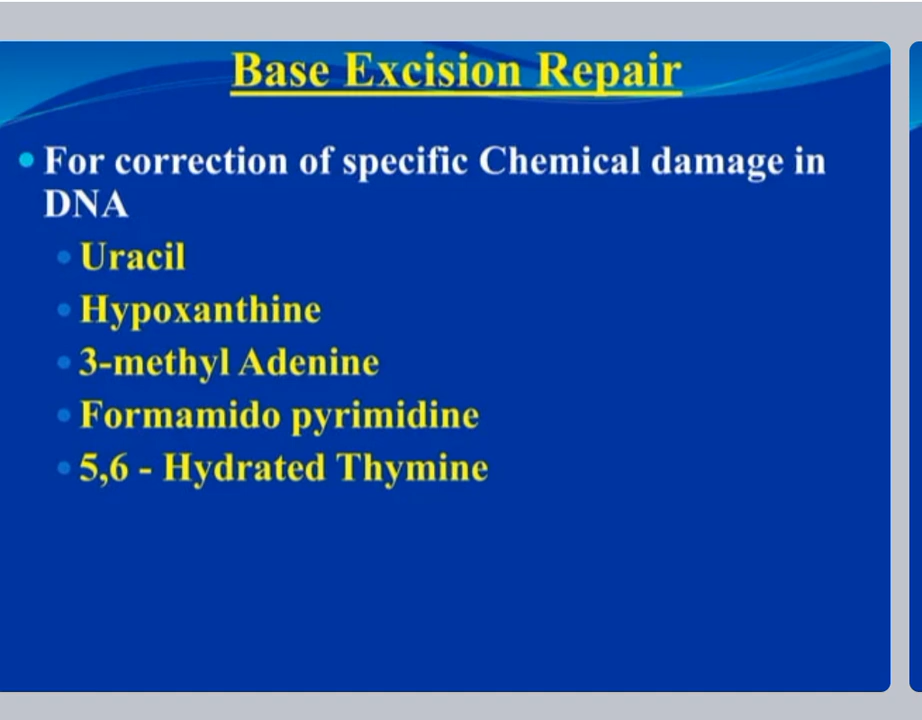 Base Excision Repair
For correction of specific Chemical damage in
DNA
Uracil
Hypoxanthine
3-methyl Adenine
Formamido pyrimidine
5,6 - Hydrated Thymine